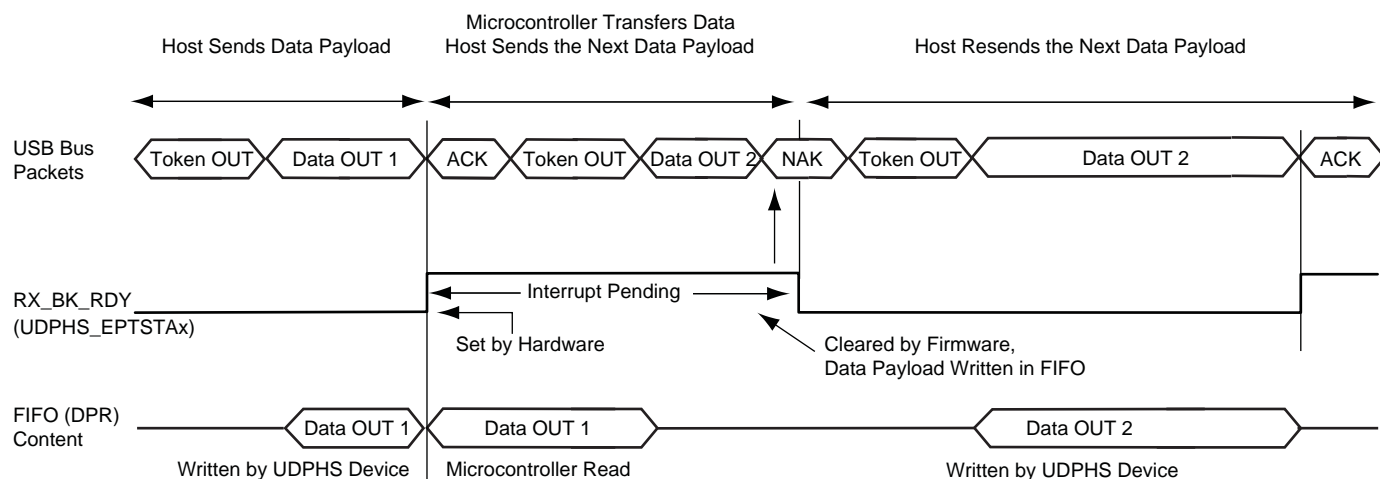 Host Sends Data Payload
Microcontroller Transfers Data
Host Sends the Next Data Payload
Host Resends the Next Data Payload
USB Bus
Packets
Token OUT
Data OUT 1
ACK
Token OUT
Data OUT 2
NAK
Token OUT
Data OUT 2
ACK
RX_BK_RDY
(UDPHS_EPTSTAx)
Interrupt Pending
Set by Hardware
Cleared by Firmware,
Data Payload Written in FIFO
FIFO (DPR)
Content
Data OUT 1
Data OUT 1
Data OUT 2
Written by UDPHS Device
Microcontroller Read
Written by UDPHS Device